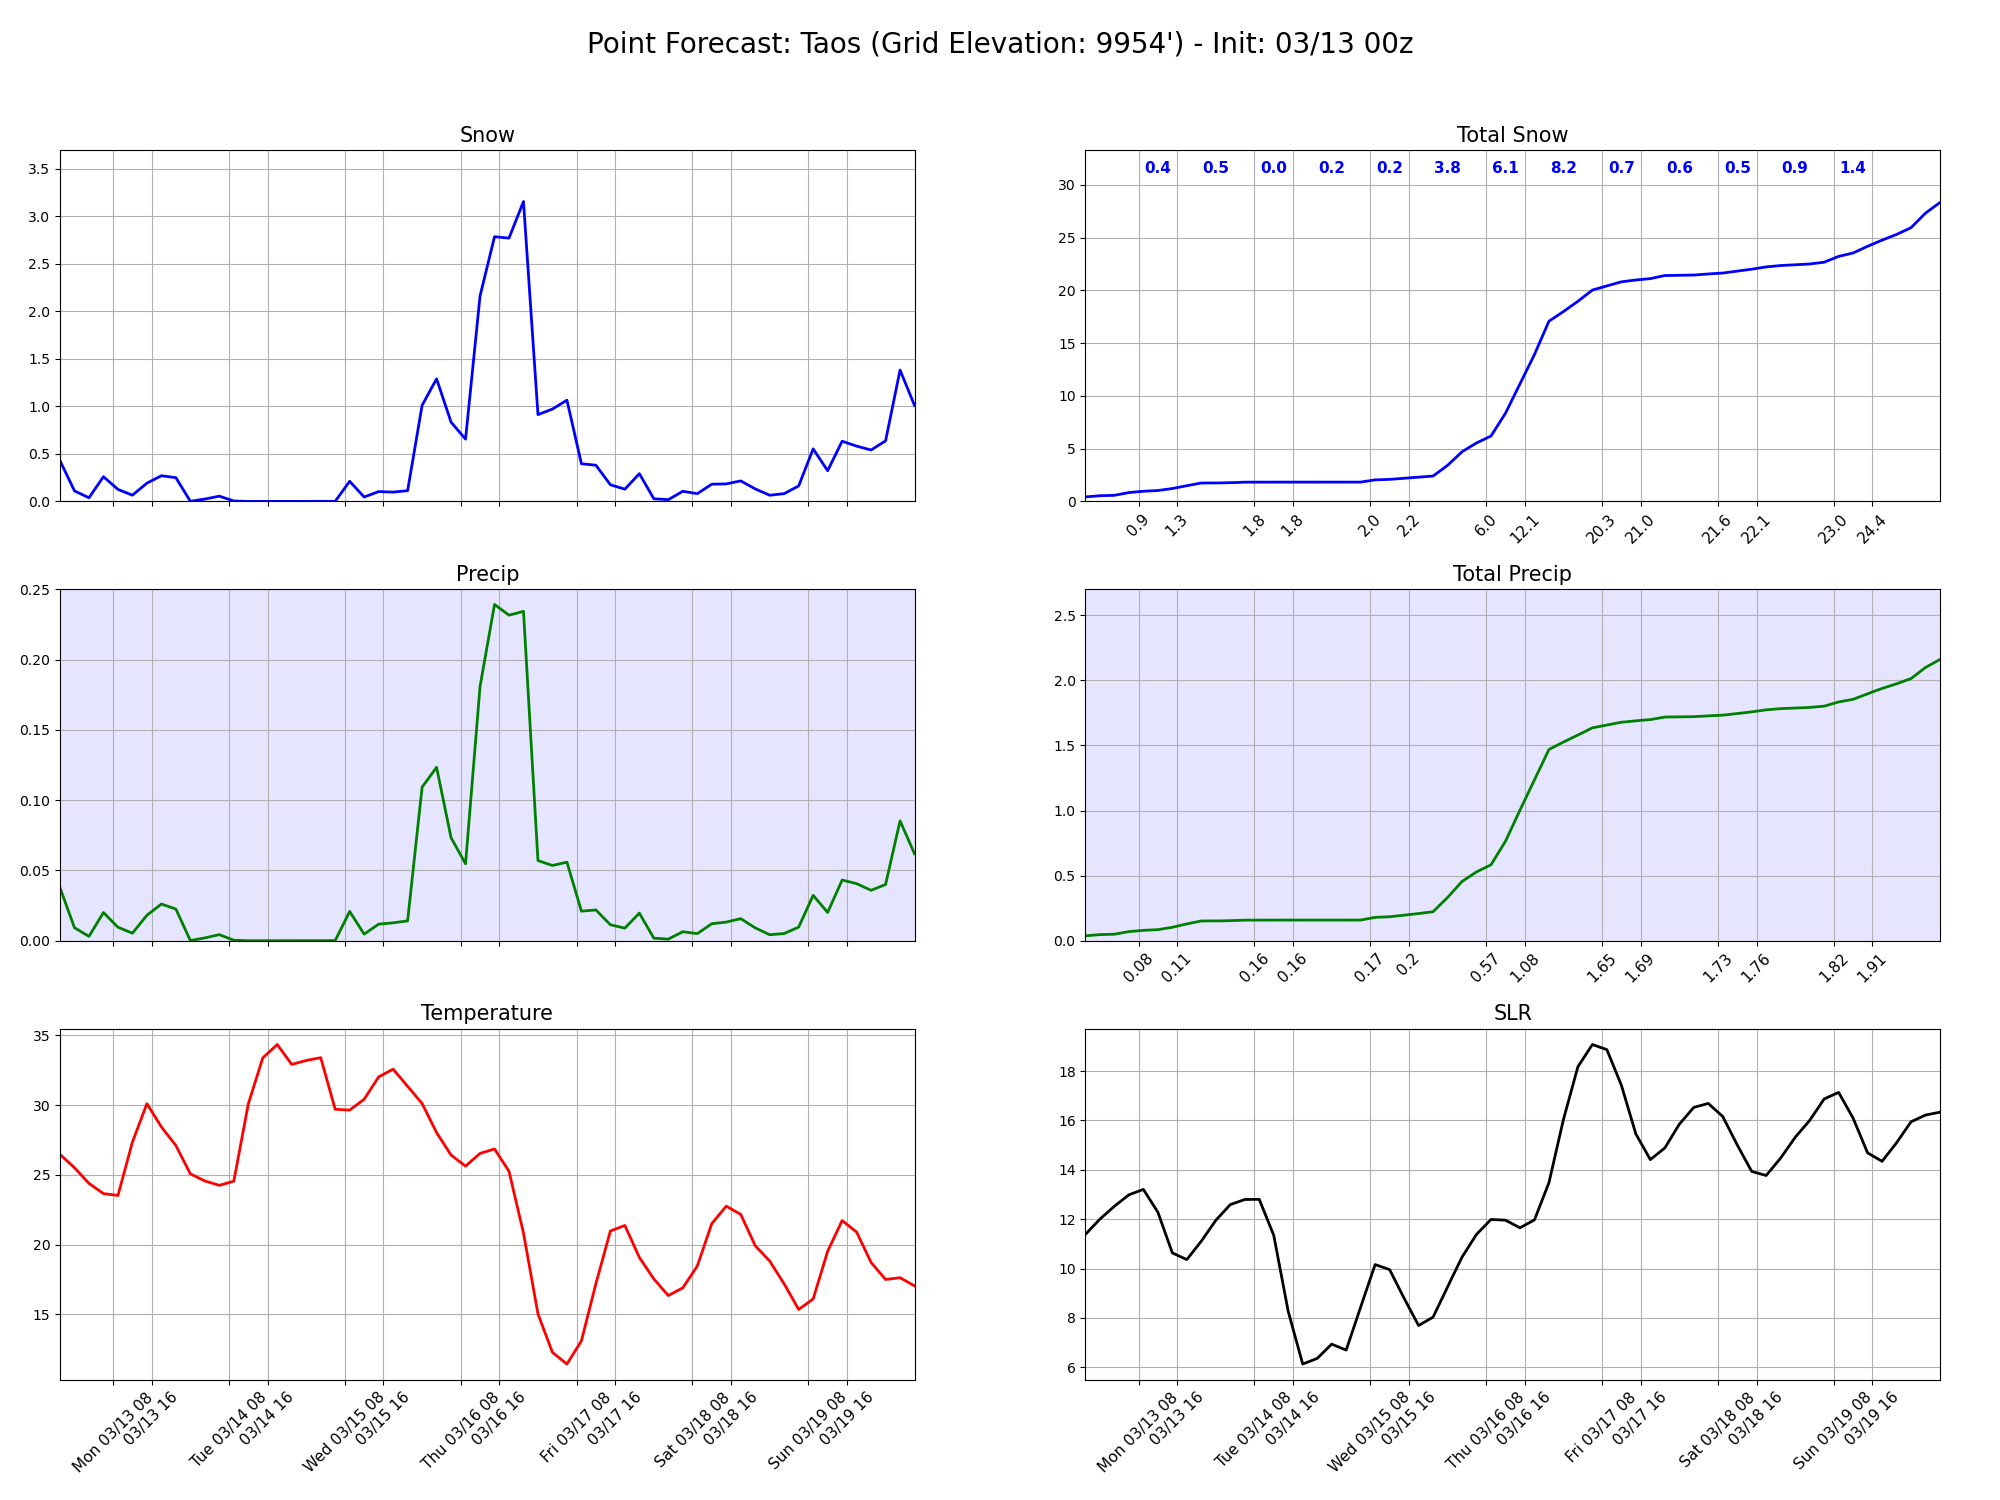 Point Forecast: Taos (Grid Elevation: 9954') - Init: 03/13 00z
Snow
3.5
3.0
2.5
2.0
1.5
1.0
0.5
0.0
Total Snow
0.4 0.5 0.0 0.2 0.2 3.8 6.1 8.2 0.7 0.6 0.5 0.9 1.4
30
25
20
15
10
5
0
0.9 1.3 1.8 1.8 2.0 2.2 6.0 12.1 20.3 21.0 21.6 22.1 23.0 24.4
Precip
0.25
0.20
0.15
0.10
0.05
0.00
Total Precip
2.5
2.0
1.5
1.0
0.5
0.0
0.08 0.11 0.16 0.16 0.17 0.2 0.57 1.08 1.65 1.69 1.73 1.76 1.82 1.91
Temperature
35
30
25
20
15
Mon 03/13 08
03/13 16
Tue 03/14 08
03/14 16
Wed 03/15 08
03/15 16
Thu 03/16 08
03/16 16
Fri 03/17 08
03/17 16
Sat 03/18 08
03/18 16
Sun 03/19 08
03/19 16
SLR
18
16
14
12
10
8
6
Mon 03/13 08
03/13 16
Tue 03/14 08
03/14 16
Wed 03/15 08
03/15 16
Thu 03/16 08
03/16 16
Fri 03/17 08
03/17 16
Sat 03/18 08
03/18 16
Sun 03/19 08
03/19 16